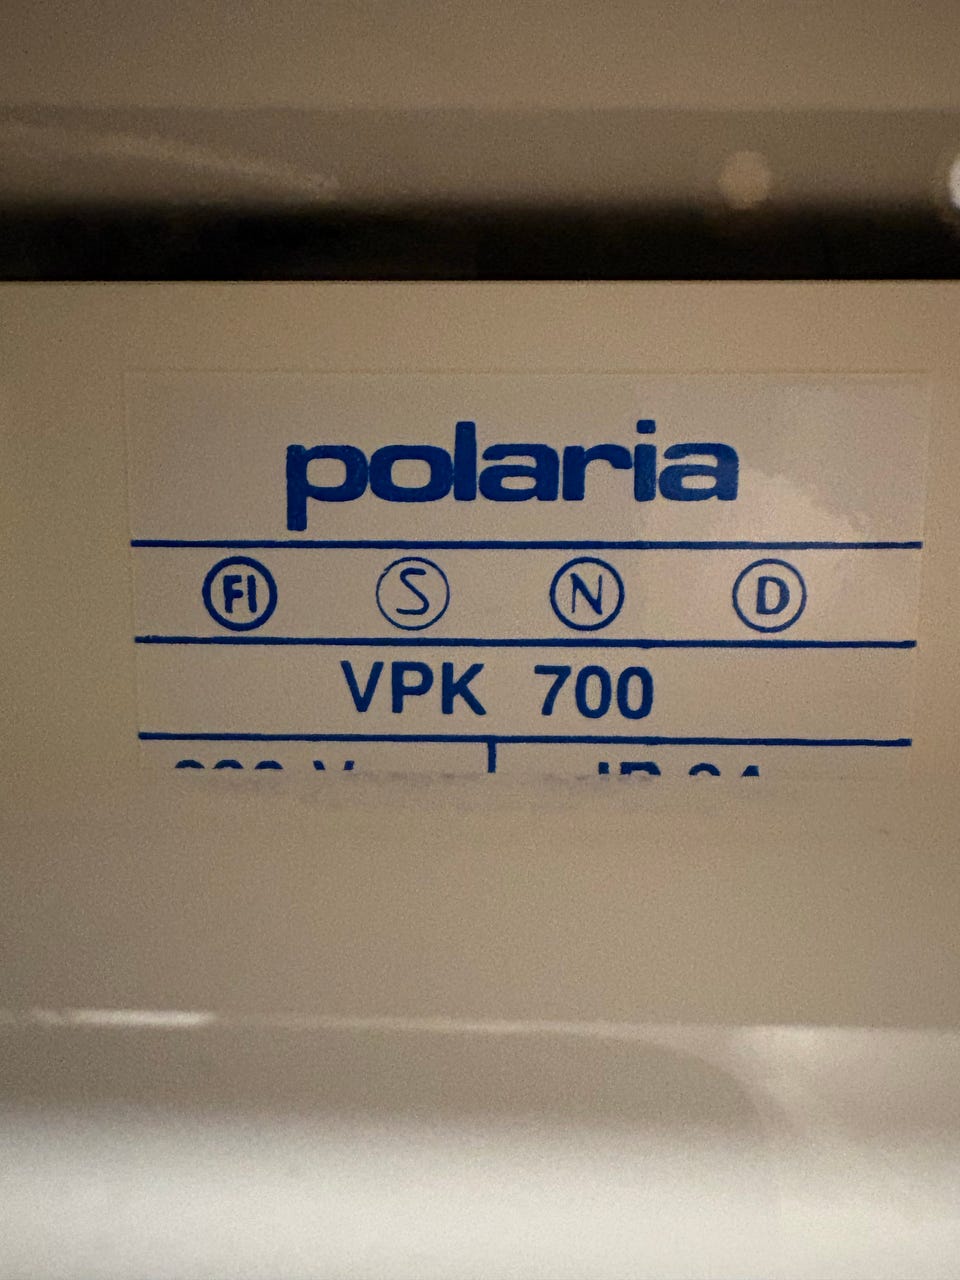 polaria
FI S N D
VPK 700